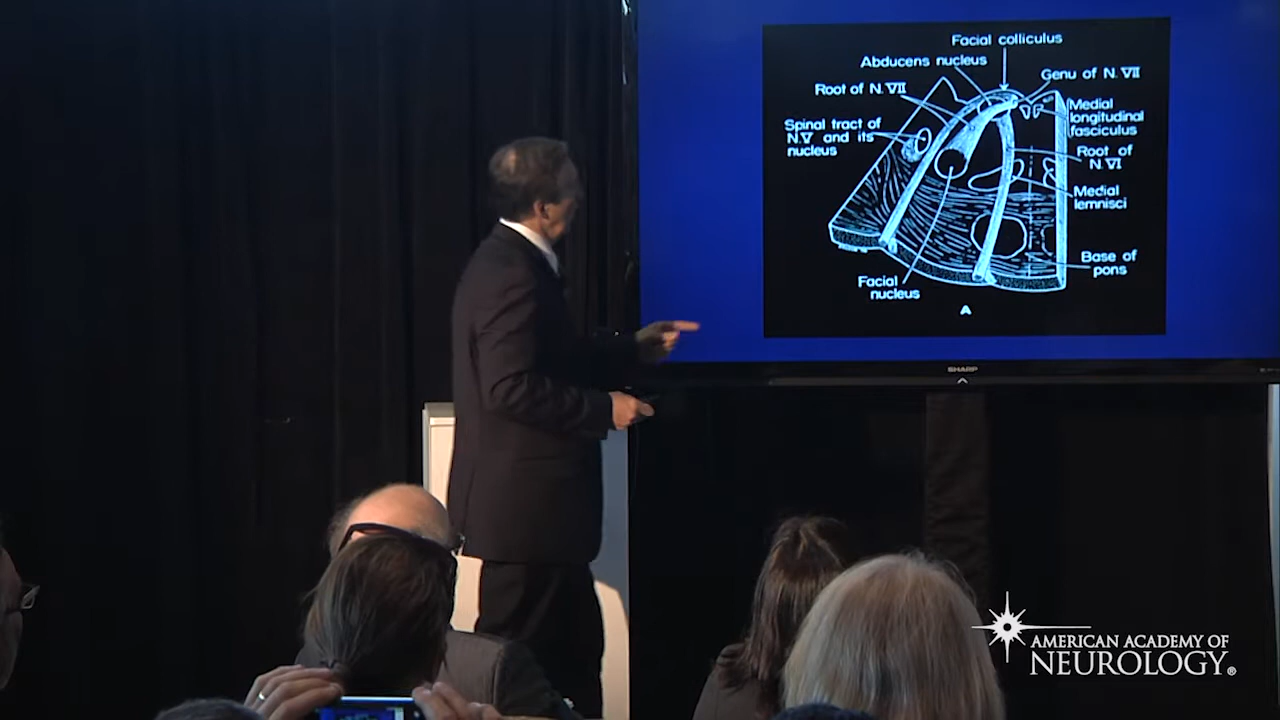 Facial colliculus
Abducens nucleus
Genu of N. VII
Root of N. VII
Medial
longitudinal
fasciculus
Spinal tract of
N. V and its
nucleus
Root of
N. VI
Medial
lemnisci
Base of
pons
Facial
nucleus
A
SHARP
AMERICAN ACADEMY OF
NEUROLOGY®